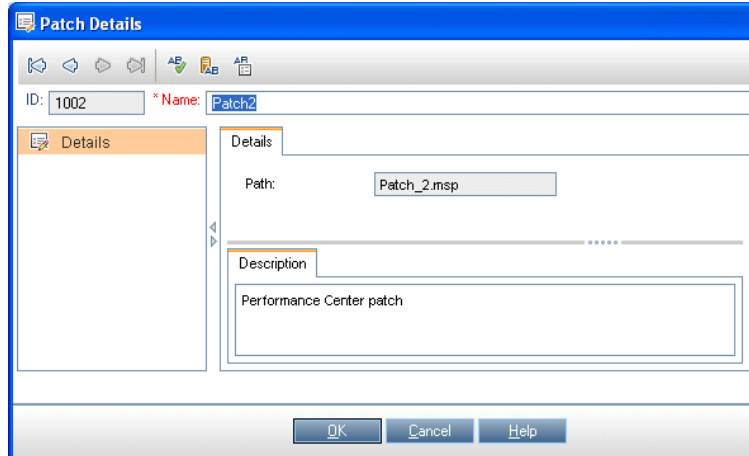 Patch Details
ID: 1002 * Name: Patch2
Details
Details
Path: Patch_2.msp
Description
Performance Center patch
OK Cancel Help